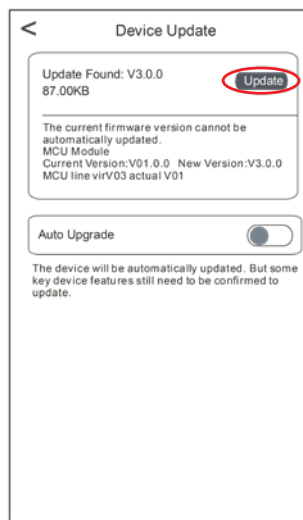 < Device Update
Update Found: V3.0.0
87.00KB
Update
The current firmware version cannot be
automatically updated.
MCU Module
Current Version:V01.0.0 New Version:V3.0.0
MCU line virV03 actual V01
Auto Upgrade
The device will be automatically updated. But some
key device features still need to be confirmed to
update.